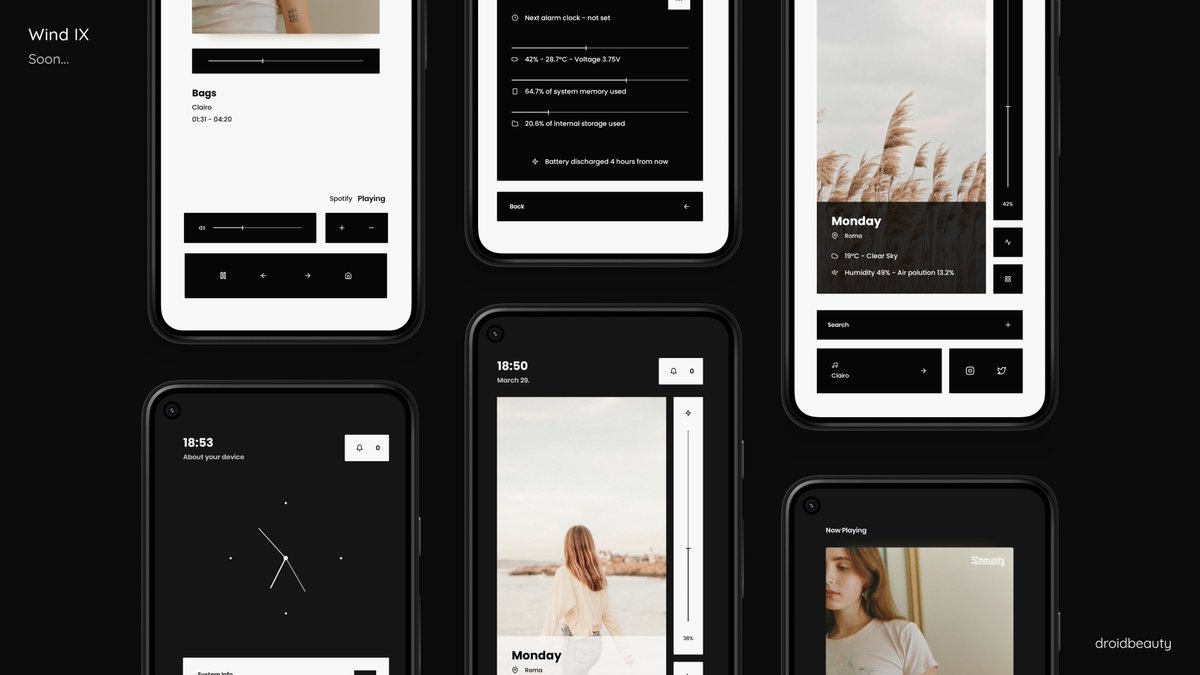 Wind IX
Soon...
Bags
Clairo
01:31 - 04:20
Spotify Playing
Next alarm clock - not set
42% - 28.7°C - Voltage 3.75V
64.7% of system memory used
20.6% of internal storage used
Battery discharged 4 hours from now
Back
42%
Monday
Roma
19°C - Clear Sky
Humidity 49% - Air polution 13.2%
Search
Clairo
18:53
About your device
0
System Info
18:50
March 29.
0
38%
Monday
Roma
Now Playing
droidbeauty